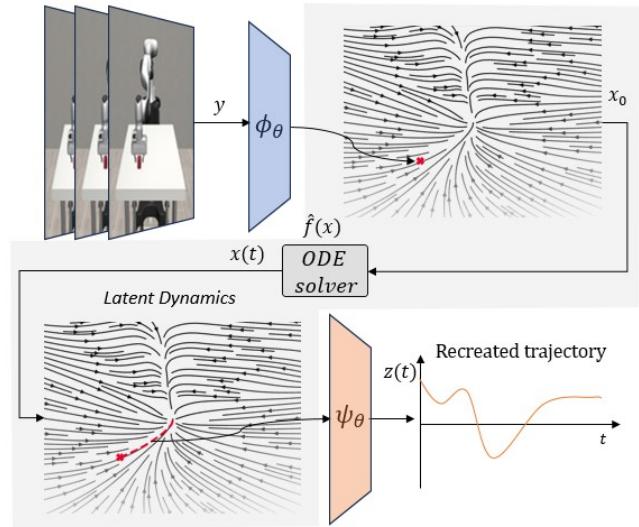 y
ϕ_θ
x_0
f̂(x)
x(t)
ODE
solver
Latent Dynamics
Recreated trajectory
z(t)
ψ_θ
t